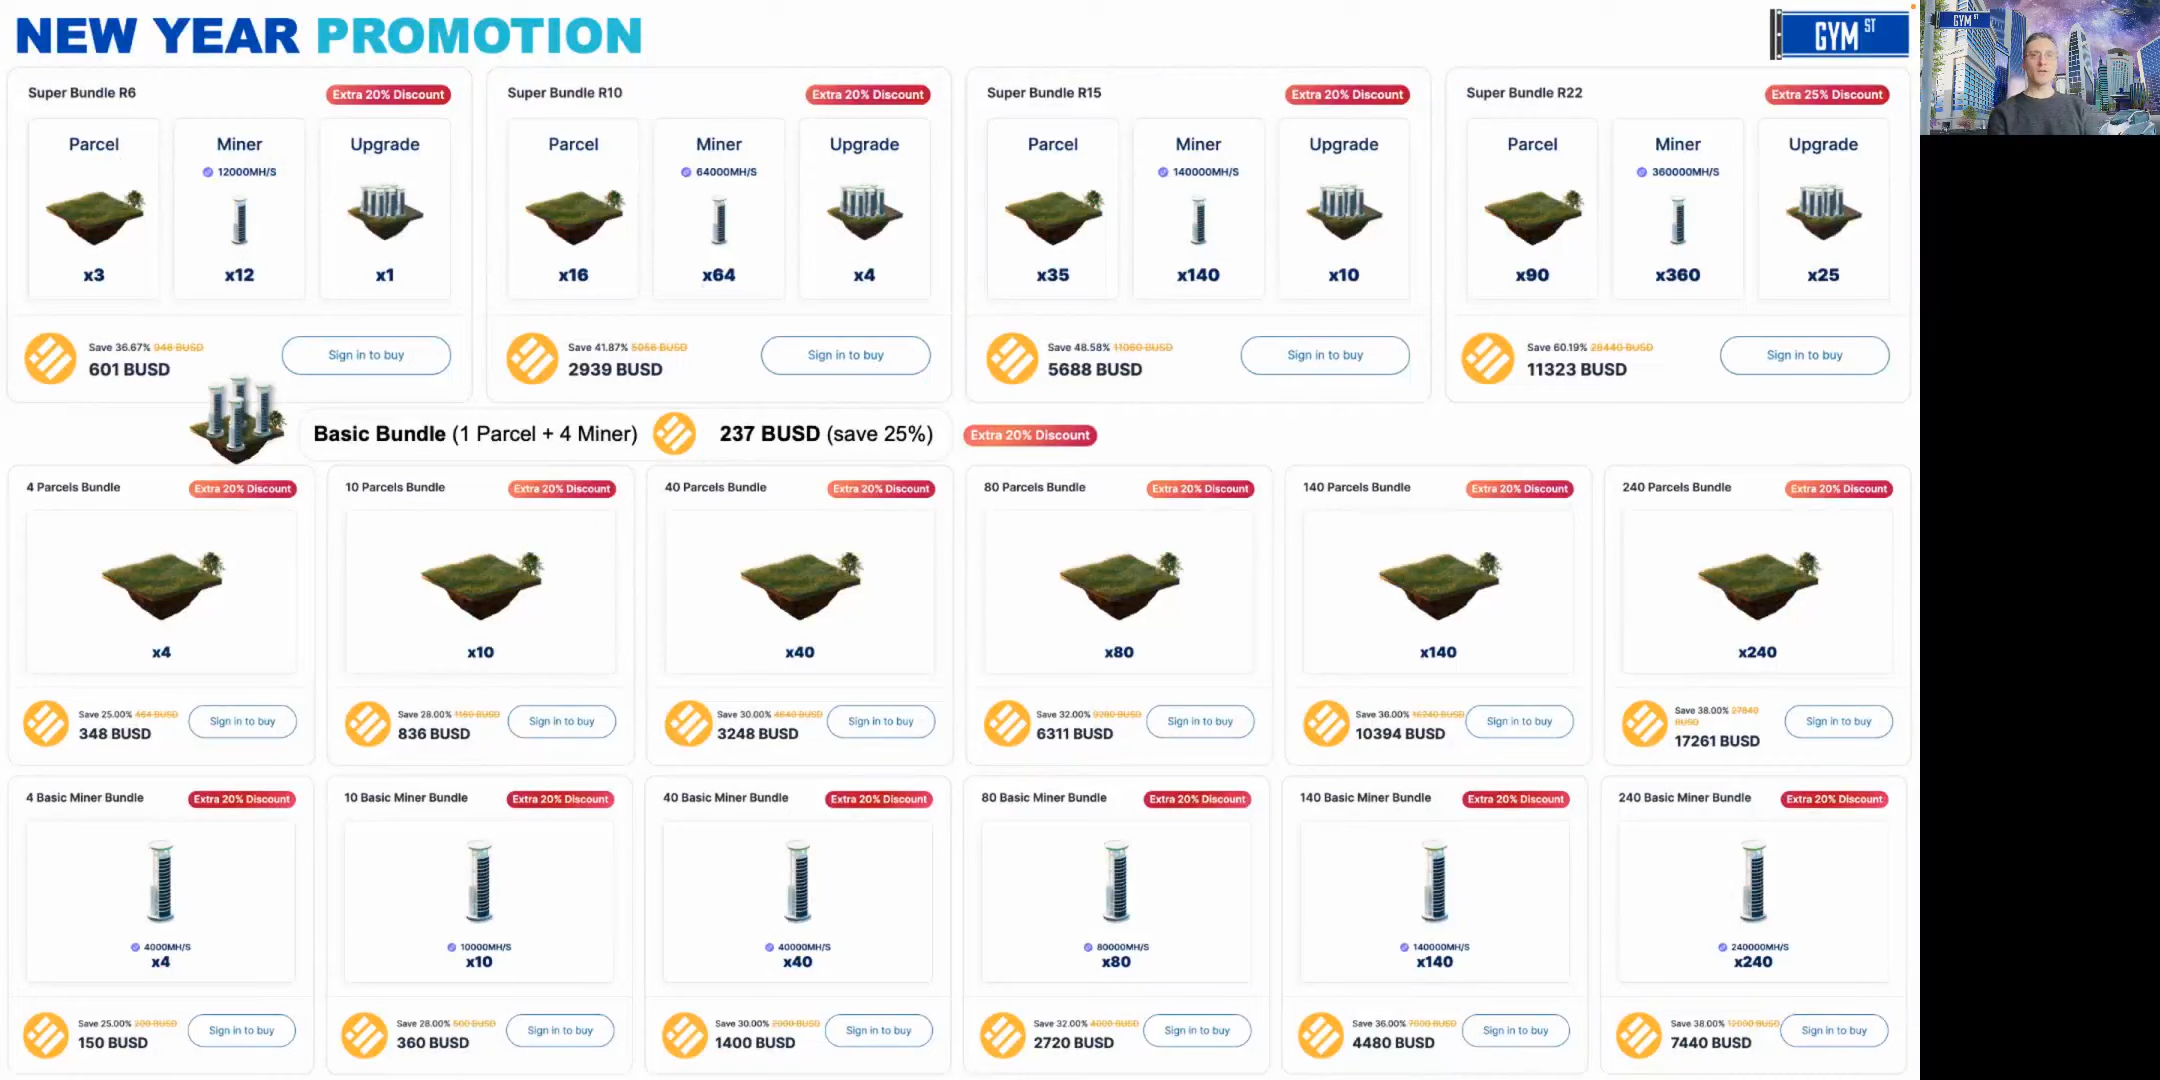 NEW YEAR PROMOTION
GYM ST
GYM ST
Super Bundle R6
Extra 20% Discount
Parcel
x3
Miner
12000MH/S
x12
Upgrade
x1
Save 36.67% 948 BUSD
601 BUSD
Sign in to buy
Super Bundle R10
Extra 20% Discount
Parcel
x16
Miner
64000MH/S
x64
Upgrade
x4
Save 41.87% 5056 BUSD
2939 BUSD
Sign in to buy
Super Bundle R15
Extra 20% Discount
Parcel
x35
Miner
140000MH/S
x140
Upgrade
x10
Save 48.58% 11060 BUSD
5688 BUSD
Sign in to buy
Super Bundle R22
Extra 25% Discount
Parcel
x90
Miner
360000MH/S
x360
Upgrade
x25
Save 60.19% 28440 BUSD
11323 BUSD
Sign in to buy
Basic Bundle (1 Parcel + 4 Miner)
237 BUSD (save 25%)
Extra 20% Discount
4 Parcels Bundle
Extra 20% Discount
x4
Save 25.00% 464 BUSD
348 BUSD
Sign in to buy
10 Parcels Bundle
Extra 20% Discount
x10
Save 28.00% 1160 BUSD
836 BUSD
Sign in to buy
40 Parcels Bundle
Extra 20% Discount
x40
Save 30.00% 4640 BUSD
3248 BUSD
Sign in to buy
80 Parcels Bundle
Extra 20% Discount
x80
Save 32.00% 9280 BUSD
6311 BUSD
Sign in to buy
140 Parcels Bundle
Extra 20% Discount
x140
Save 36.00% 16240 BUSD
10394 BUSD
Sign in to buy
240 Parcels Bundle
Extra 20% Discount
x240
Save 38.00% 27840
BUSD
17261 BUSD
Sign in to buy
4 Basic Miner Bundle
Extra 20% Discount
4000MH/S
x4
Save 25.00% 200 BUSD
150 BUSD
Sign in to buy
10 Basic Miner Bundle
Extra 20% Discount
10000MH/S
x10
Save 28.00% 500 BUSD
360 BUSD
Sign in to buy
40 Basic Miner Bundle
Extra 20% Discount
40000MH/S
x40
Save 30.00% 2000 BUSD
1400 BUSD
Sign in to buy
80 Basic Miner Bundle
Extra 20% Discount
80000MH/S
x80
Save 32.00% 4000 BUSD
2720 BUSD
Sign in to buy
140 Basic Miner Bundle
Extra 20% Discount
140000MH/S
x140
Save 36.00% 7000 BUSD
4480 BUSD
Sign in to buy
240 Basic Miner Bundle
Extra 20% Discount
240000MH/S
x240
Save 38.00% 12000 BUSD
7440 BUSD
Sign in to buy